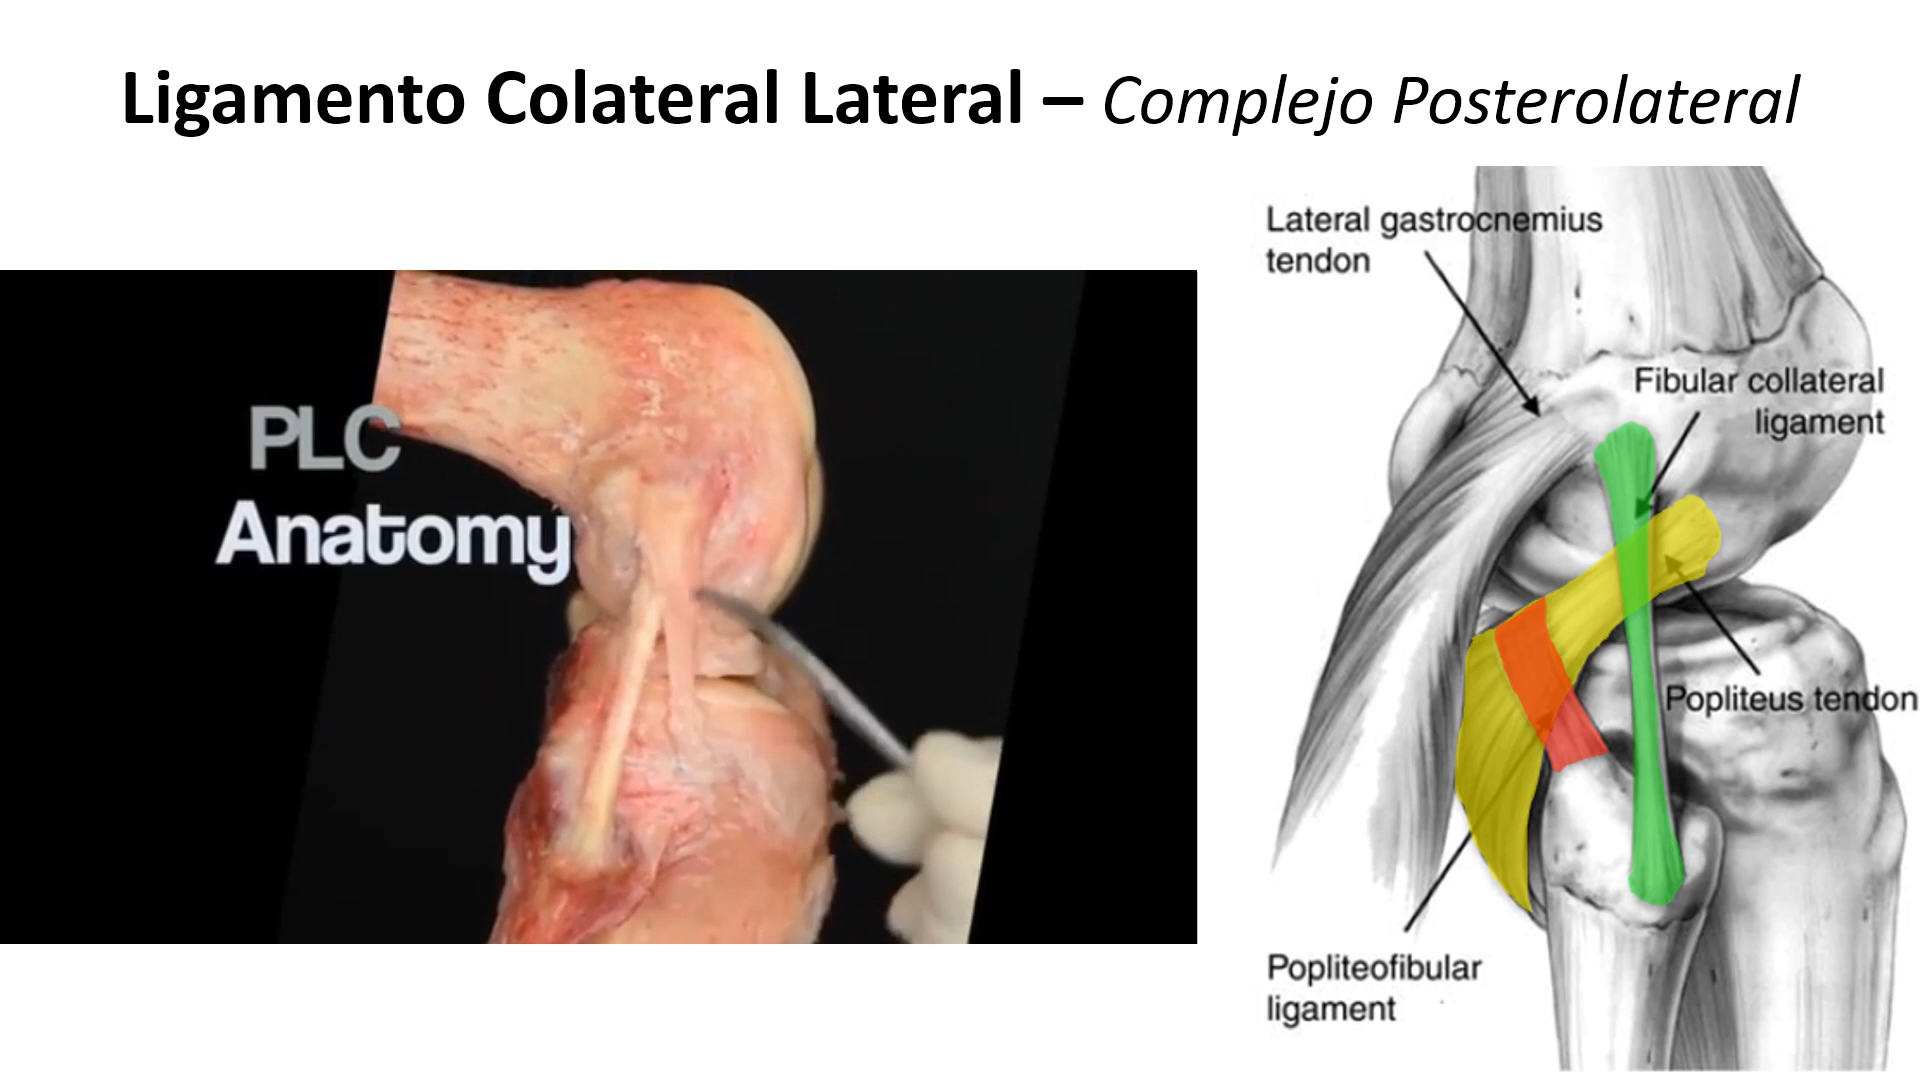 Ligamento Colateral Lateral – Complejo Posterolateral
PLC
Anatomy
Lateral gastrocnemius
tendon
Fibular collateral
ligament
Popliteus tendon
Popliteofibular
ligament